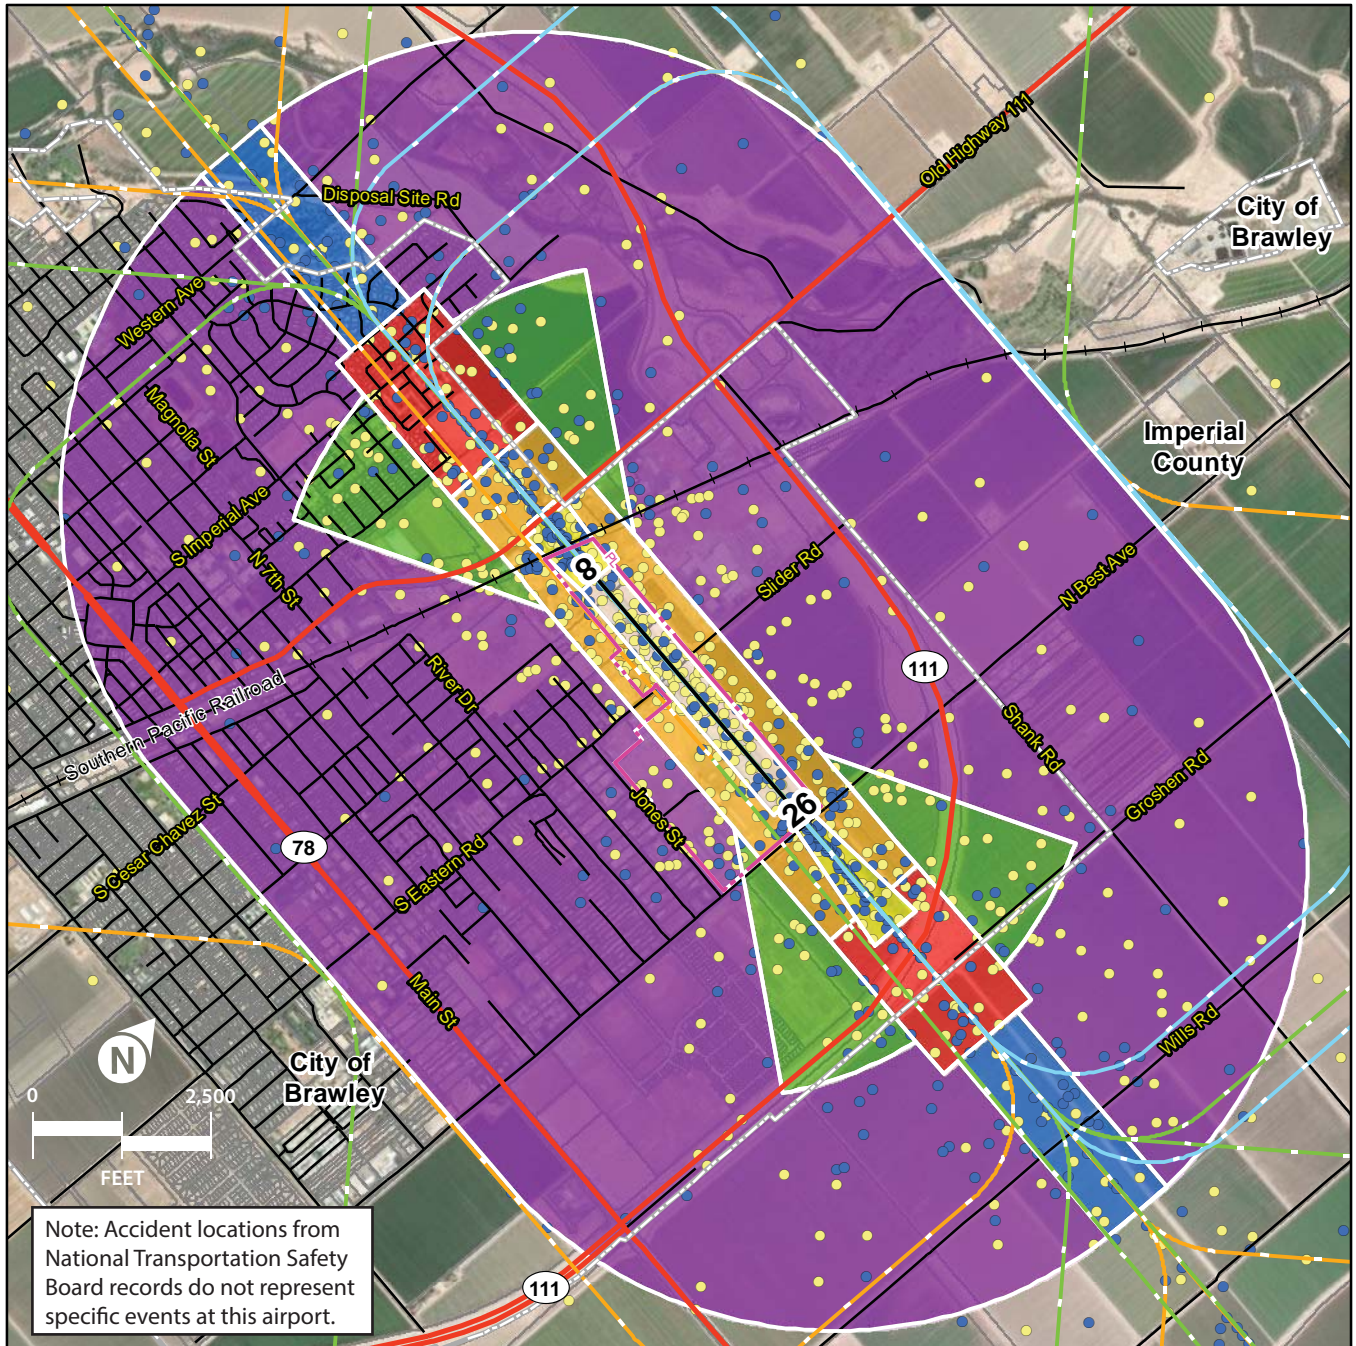 Disposal Site Rd
Old Highway 111
City of
Brawley
Western Ave
Magnolia St
Imperial
County
S Imperial Ave
N 7th St
8
Slider Rd
N Best Ave
111
River Dr
Southern Pacific Railroad
Shank Rd
Groshen Rd
26
Jones St
S Cesar Chavez St
78
S Eastern Rd
Main St
Wills Rd
N
City of
Brawley
0 2,500
FEET
Note: Accident locations from
National Transportation Safety
Board records do not represent
specific events at this airport.
111